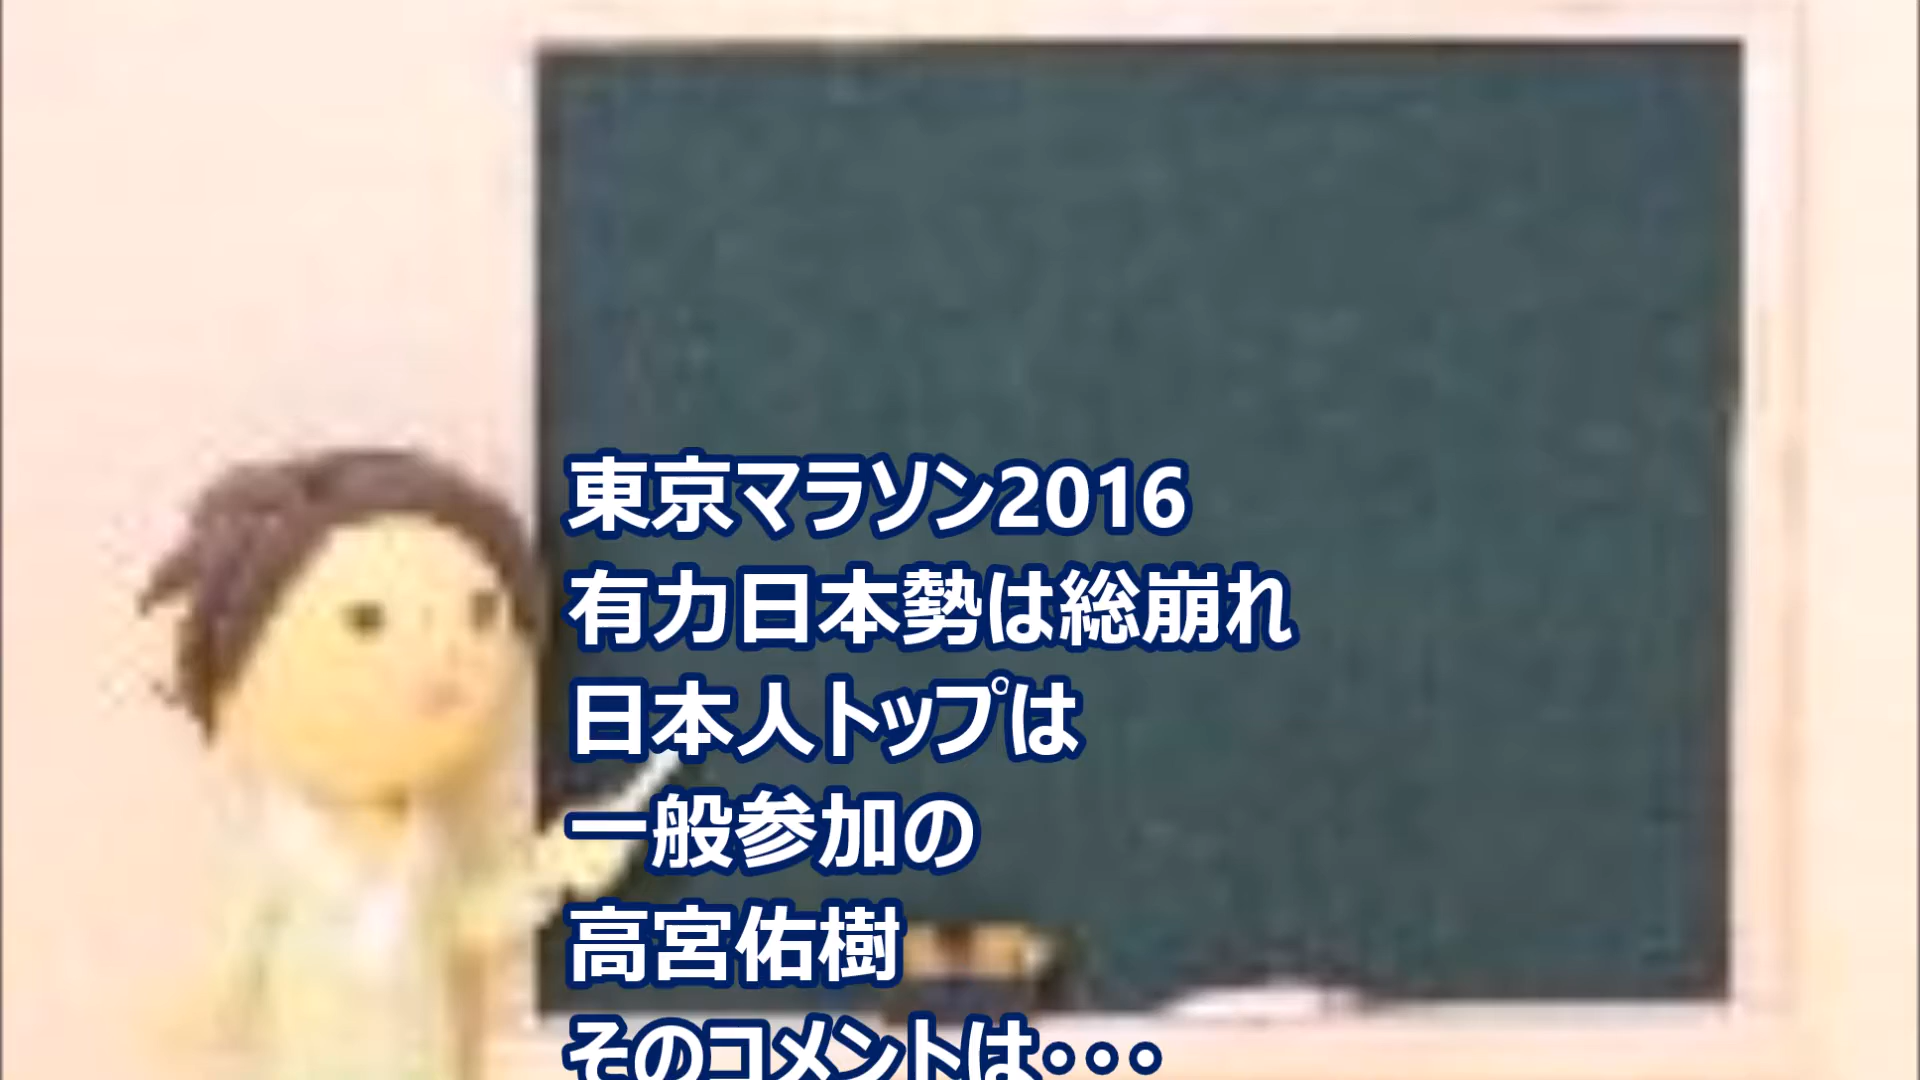 東京マラソン2016
有力日本勢は総崩れ
日本人トップは
一般参加の
高宮佑樹
そのコメントは・・・